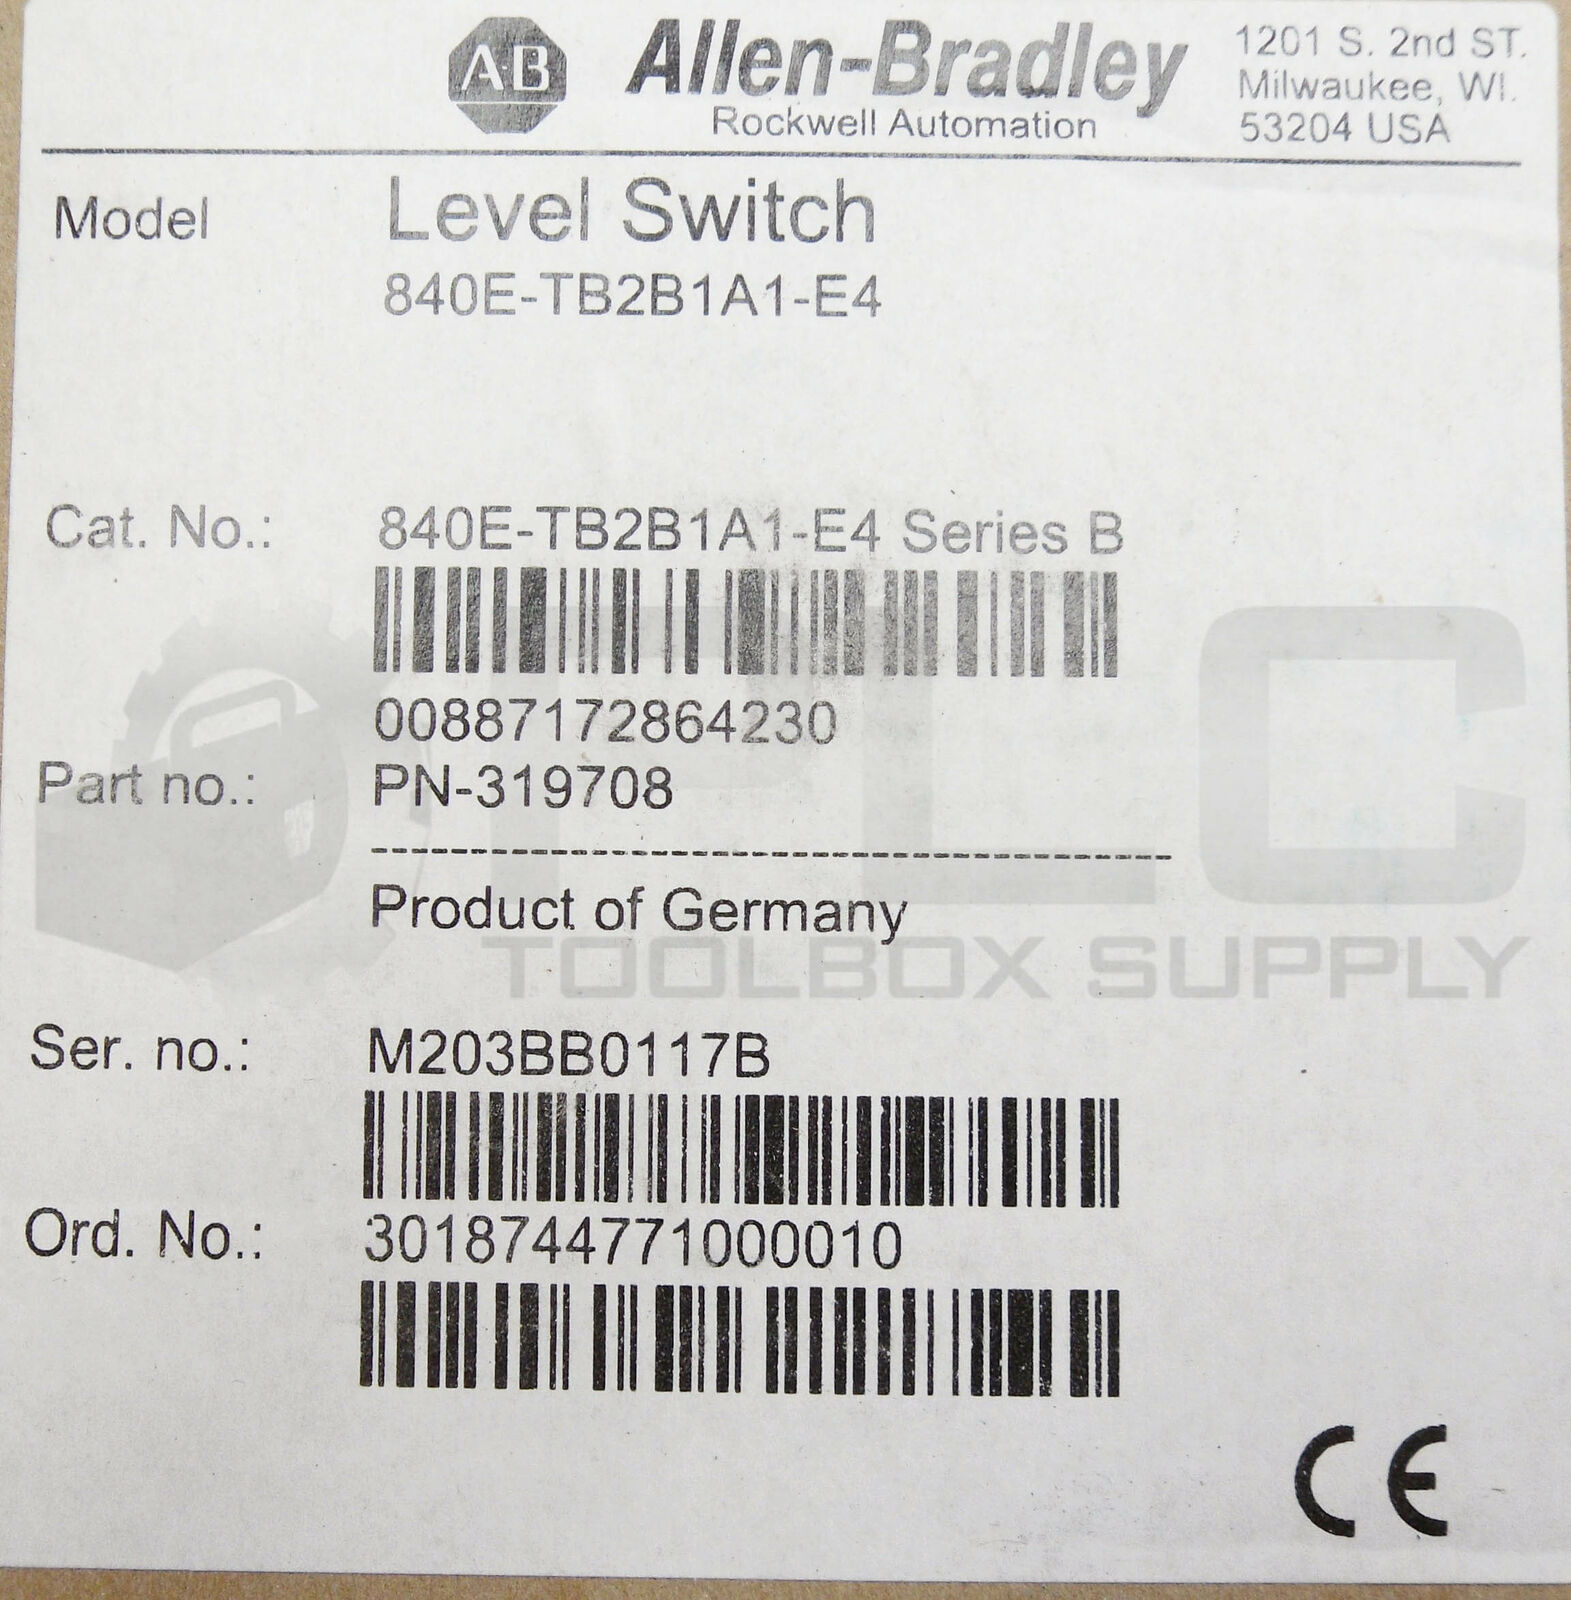 AB Allen-Bradley
Rockwell Automation
1201 S. 2nd ST.
Milwaukee, WI.
53204 USA
Model Level Switch
840E-TB2B1A1-E4
Cat. No.: 840E-TB2B1A1-E4 Series B
00887172864230
Part no.: PN-319708
Product of Germany
Ser. no.: M203BB0117B
Ord. No.: 3018744771000010
CE
PLC
TOOLBOX SUPPLY